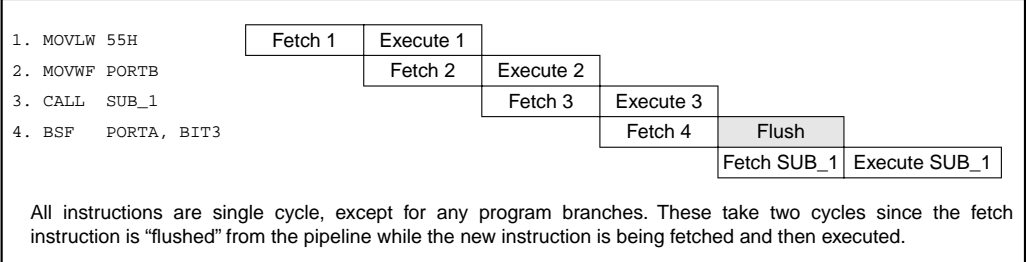 1. MOVLW 55H Fetch 1 Execute 1
2. MOVWF PORTB Fetch 2 Execute 2
3. CALL SUB_1 Fetch 3 Execute 3
4. BSF PORTA, BIT3 Fetch 4 Flush
Fetch SUB_1 Execute SUB_1
All instructions are single cycle, except for any program branches. These take two cycles since the fetch
instruction is “flushed” from the pipeline while the new instruction is being fetched and then executed.